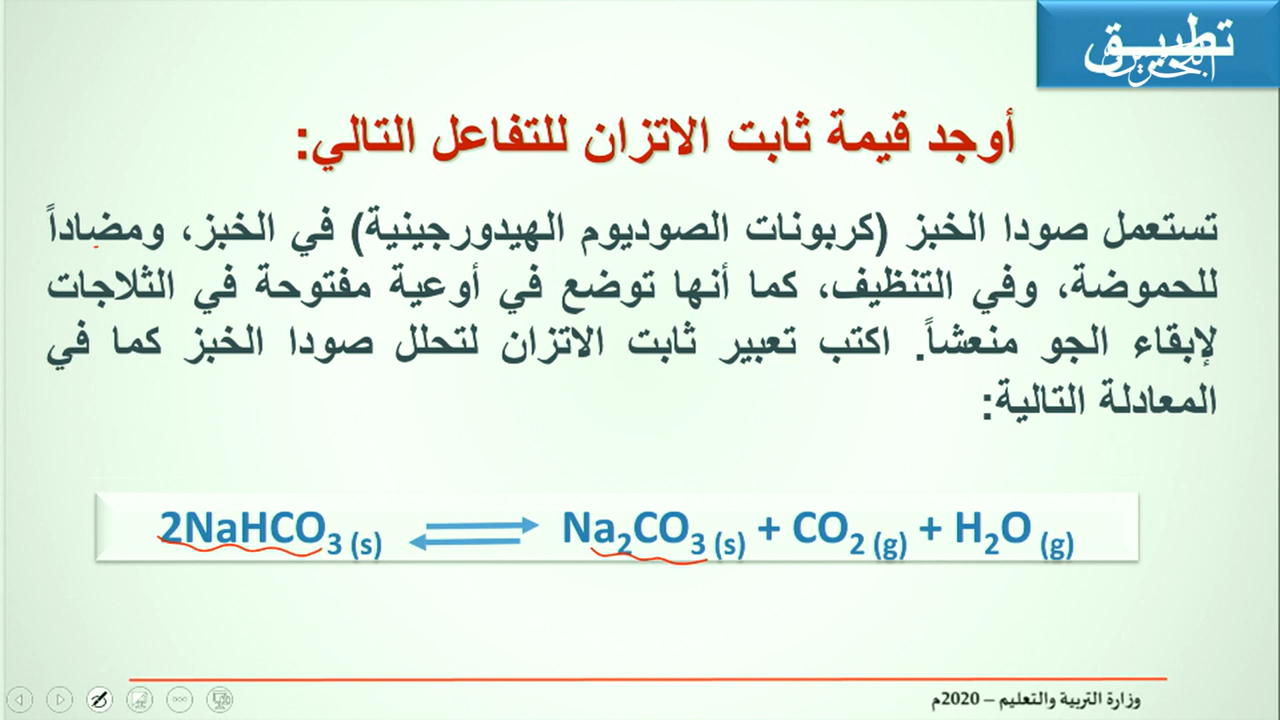 تطبيق
أوجد قيمة ثابت الاتزان للتفاعل التالي:
تستعمل صودا الخبز (كربونات الصوديوم الهيدورجينية) في الخبز، ومضاداً
للحموضة، وفي التنظيف، كما أنها توضع في أوعية مفتوحة في الثلاجات
لإبقاء الجو منعشاً. اكتب تعبير ثابت الاتزان لتحلل صودا الخبز كما في
المعادلة التالية:
2NaHCO₃ (s) ⇌ Na₂CO₃ (s) + CO₂ (g) + H₂O (g)
وزارة التربية والتعليم – 2020م